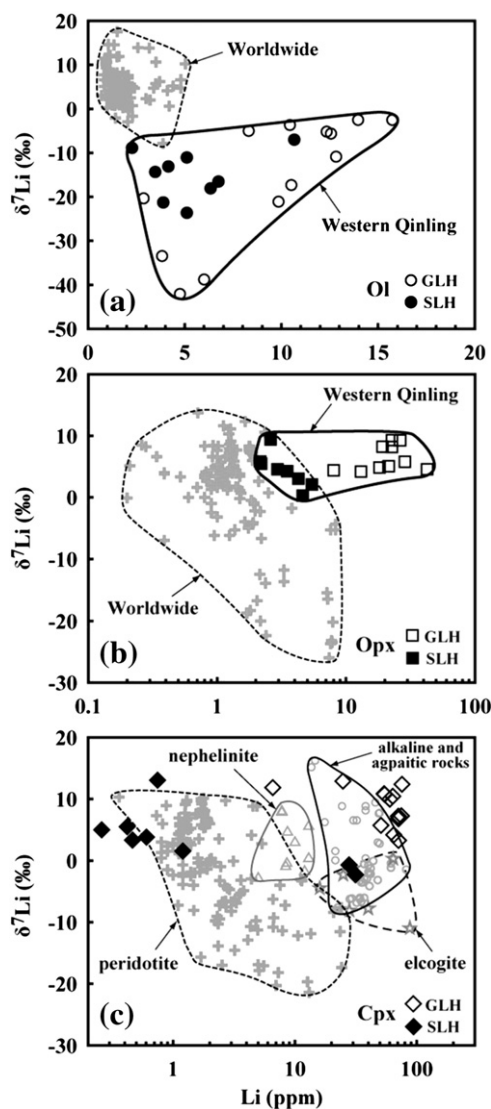 20
10
0
-10
-20
-30
-40
-50
δ⁷Li (‰)
Worldwide
Western Qinling
(a)
Ol
GLH
SLH
0
5
10
15
20
20
10
0
-10
-20
-30
δ⁷Li (‰)
Western Qinling
Worldwide
(b)
Opx
GLH
SLH
0.1
1
10
100
20
10
0
-10
-20
-30
δ⁷Li (‰)
nephelinite
alkaline and
agpaitic rocks
peridotite
elcogite
(c)
Cpx
GLH
SLH
1
10
100
Li (ppm)